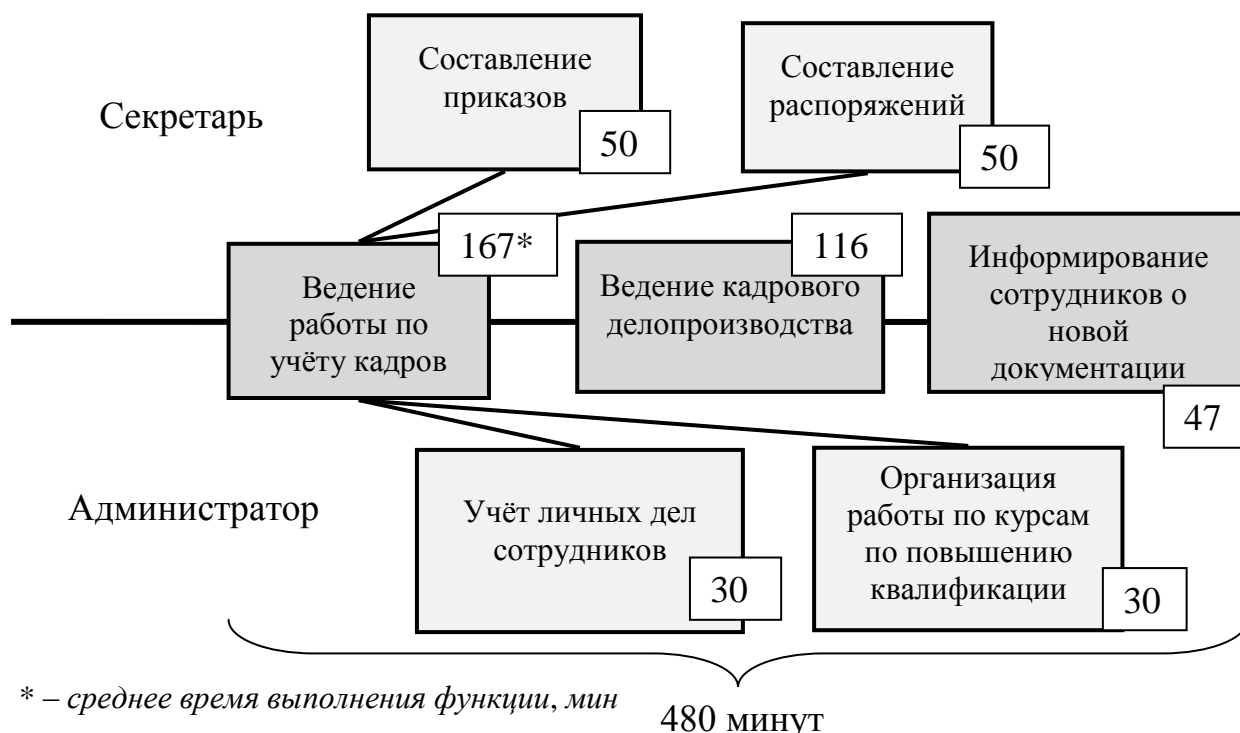 Составление
приказов
50
Составление
распоряжений
50
Секретарь
167*
Ведение
работы по
учёту кадров
116
Ведение кадрового
делопроизводства
Информирование
сотрудников о
новой
документации
47
Администратор
Учёт личных дел
сотрудников
30
Организация
работы по курсам
по повышению
квалификации
30
* – среднее время выполнения функции, мин
480 минут